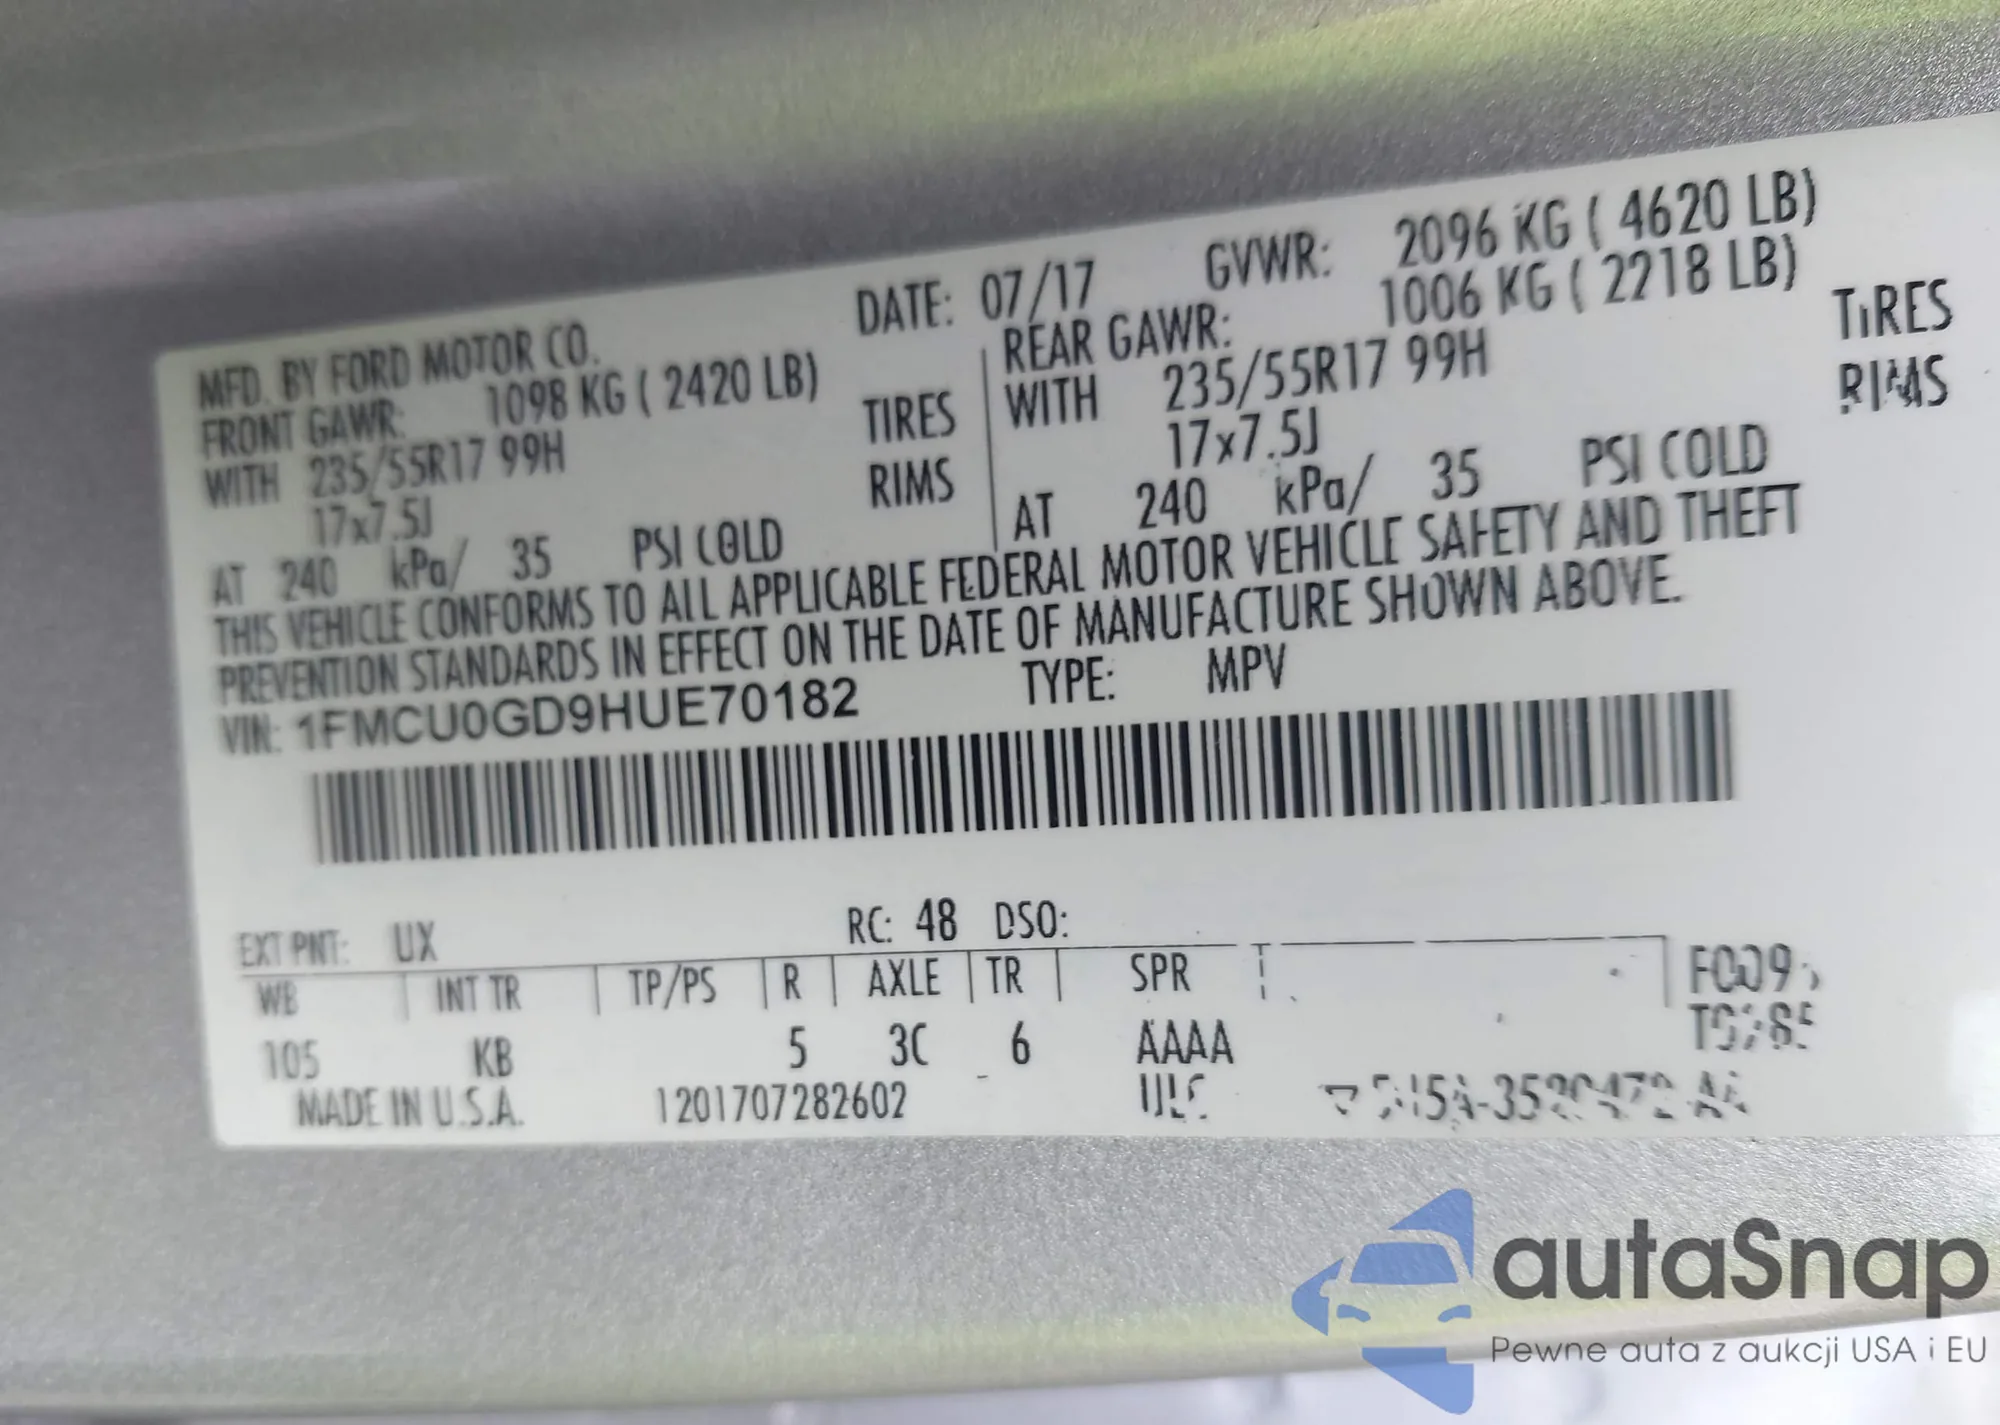 MFD. BY FORD MOTOR CO.
DATE: 07/17
GVWR: 2096 KG ( 4620 LB)
FRONT GAWR: 1098 KG ( 2420 LB)
REAR GAWR: 1006 KG ( 2218 LB)
WITH 235/55R17 99H TIRES
17x7.5J RIMS
AT 240 kPa/ 35 PSI COLD
WITH 235/55R17 99H TIRES
17x7.5J RIMS
AT 240 kPa/ 35 PSI COLD
THIS VEHICLE CONFORMS TO ALL APPLICABLE FEDERAL MOTOR VEHICLE SAFETY AND THEFT
PREVENTION STANDARDS IN EFFECT ON THE DATE OF MANUFACTURE SHOWN ABOVE.
VIN: 1FMCU0GD9HUE70182 TYPE: MPV
EXT PNT: UX RC: 48 DSO:
WB INT TR TP/PS R AXLE TR SPR
105 KB 5 3C 6 AAAA
MADE IN U.S.A. 1201707282602
autaSnap
Pewne auta z aukcji USA i EU